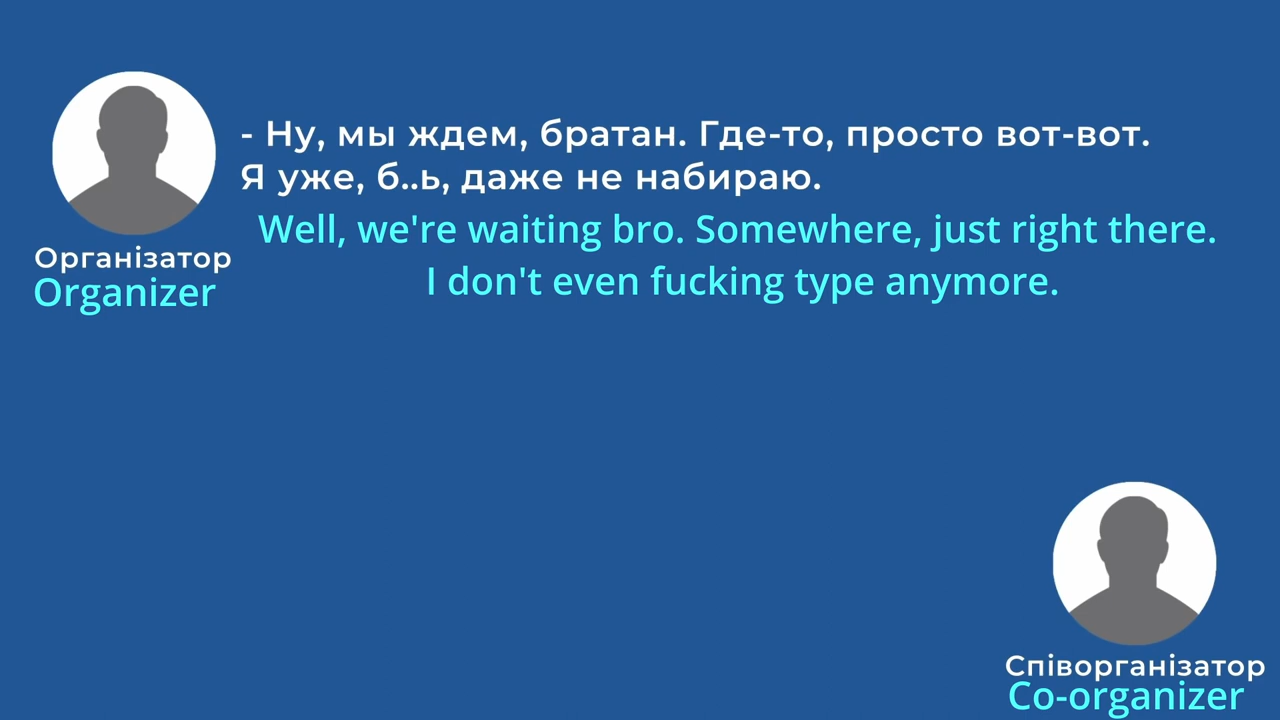 - Ну, мы ждем, братан. Где-то, просто вот-вот.
Я уже, б..ь, даже не набираю.
Well, we're waiting bro. Somewhere, just right there.
I don't even fucking type anymore.
Організатор
Organizer
Співорганізатор
Co-organizer